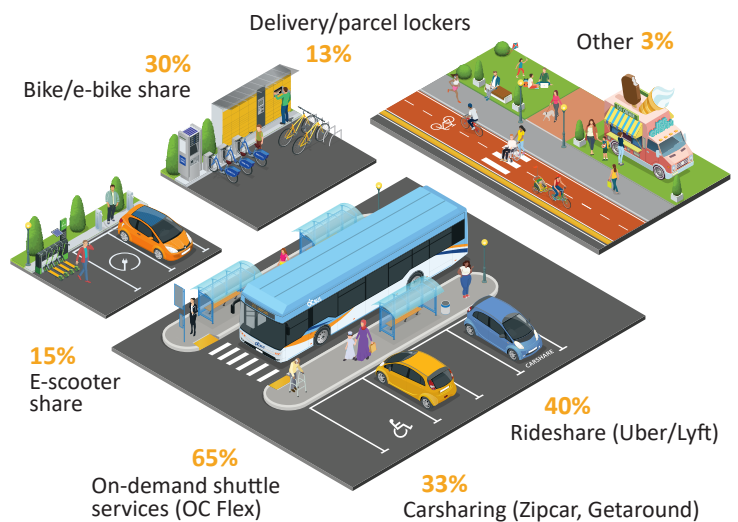 Delivery/parcel lockers
13%
Other 3%
30%
Bike/e-bike share
15%
E-scooter
share
CARSHARE
40%
Rideshare (Uber/Lyft)
65%
On-demand shuttle
services (OC Flex)
33%
Carsharing (Zipcar, Getaround)